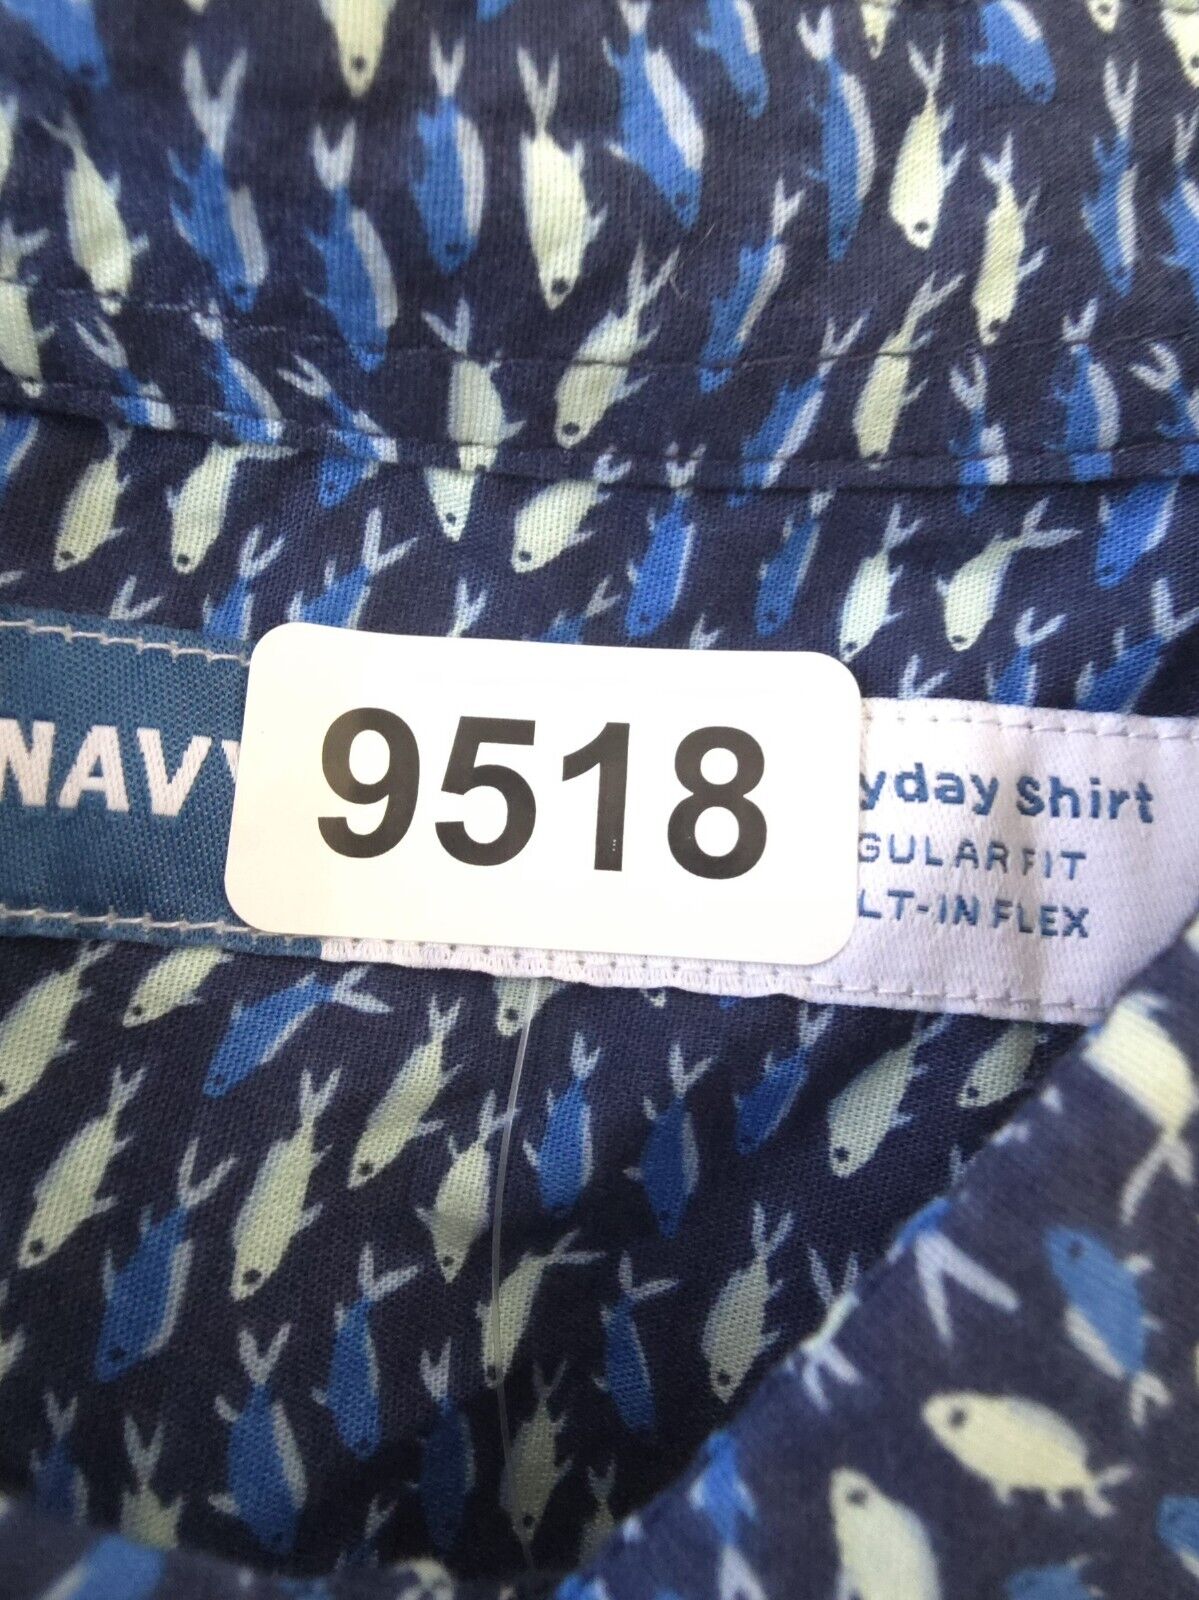 NAVY
9518
yday Shirt
GULAR FIT
LT-IN FLEX